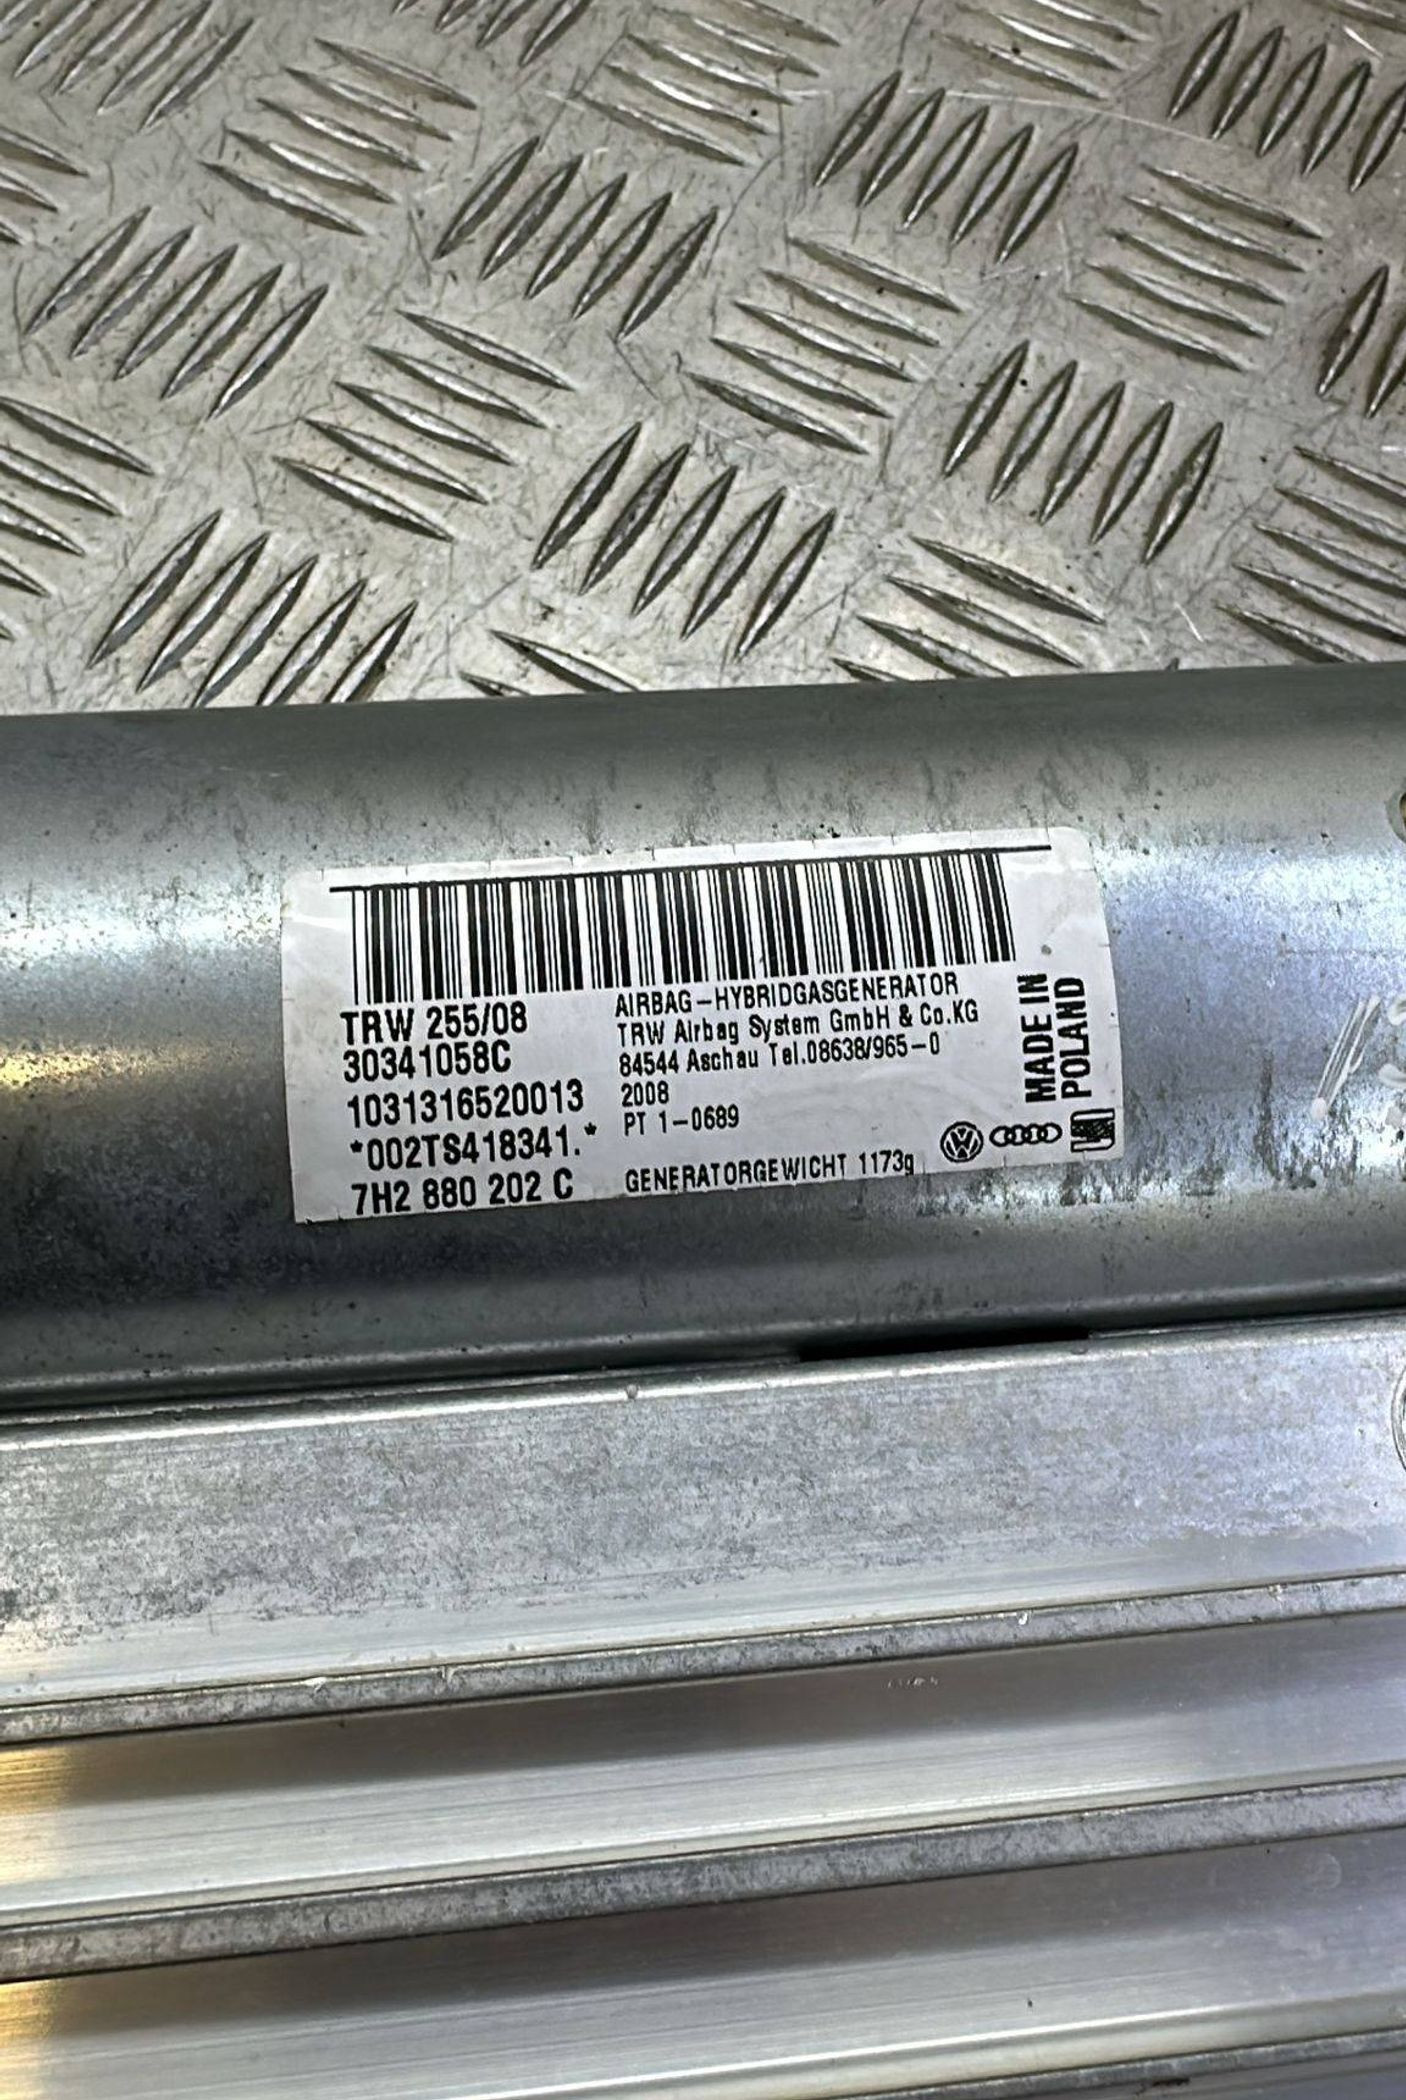 TRW 255/08
30341058C
1031316520013
*002TS418341.*
7H2 880 202 C
AIRBAG-HYBRIDGASGENERATOR
TRW Airbag System GmbH & Co.KG
84544 Aschau Tel.08638/965-0
2008
PT 1-0689
GENERATORGEWICHT 1173g
MADE IN
POLAND